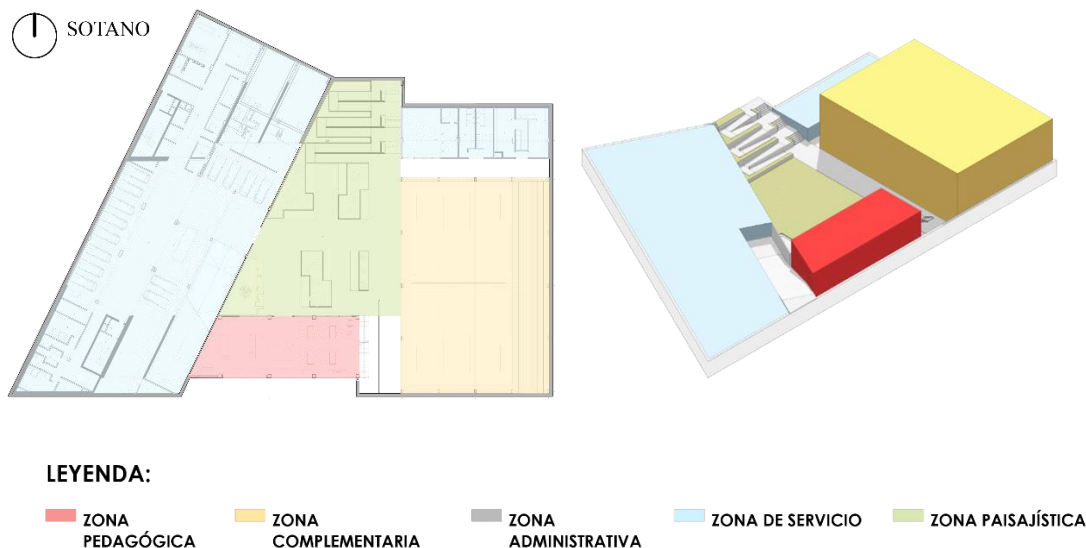 SOTANO
LEYENDA:
ZONA PEDAGÓGICA
ZONA COMPLEMENTARIA
ZONA ADMINISTRATIVA
ZONA DE SERVICIO
ZONA PAISAJÍSTICA